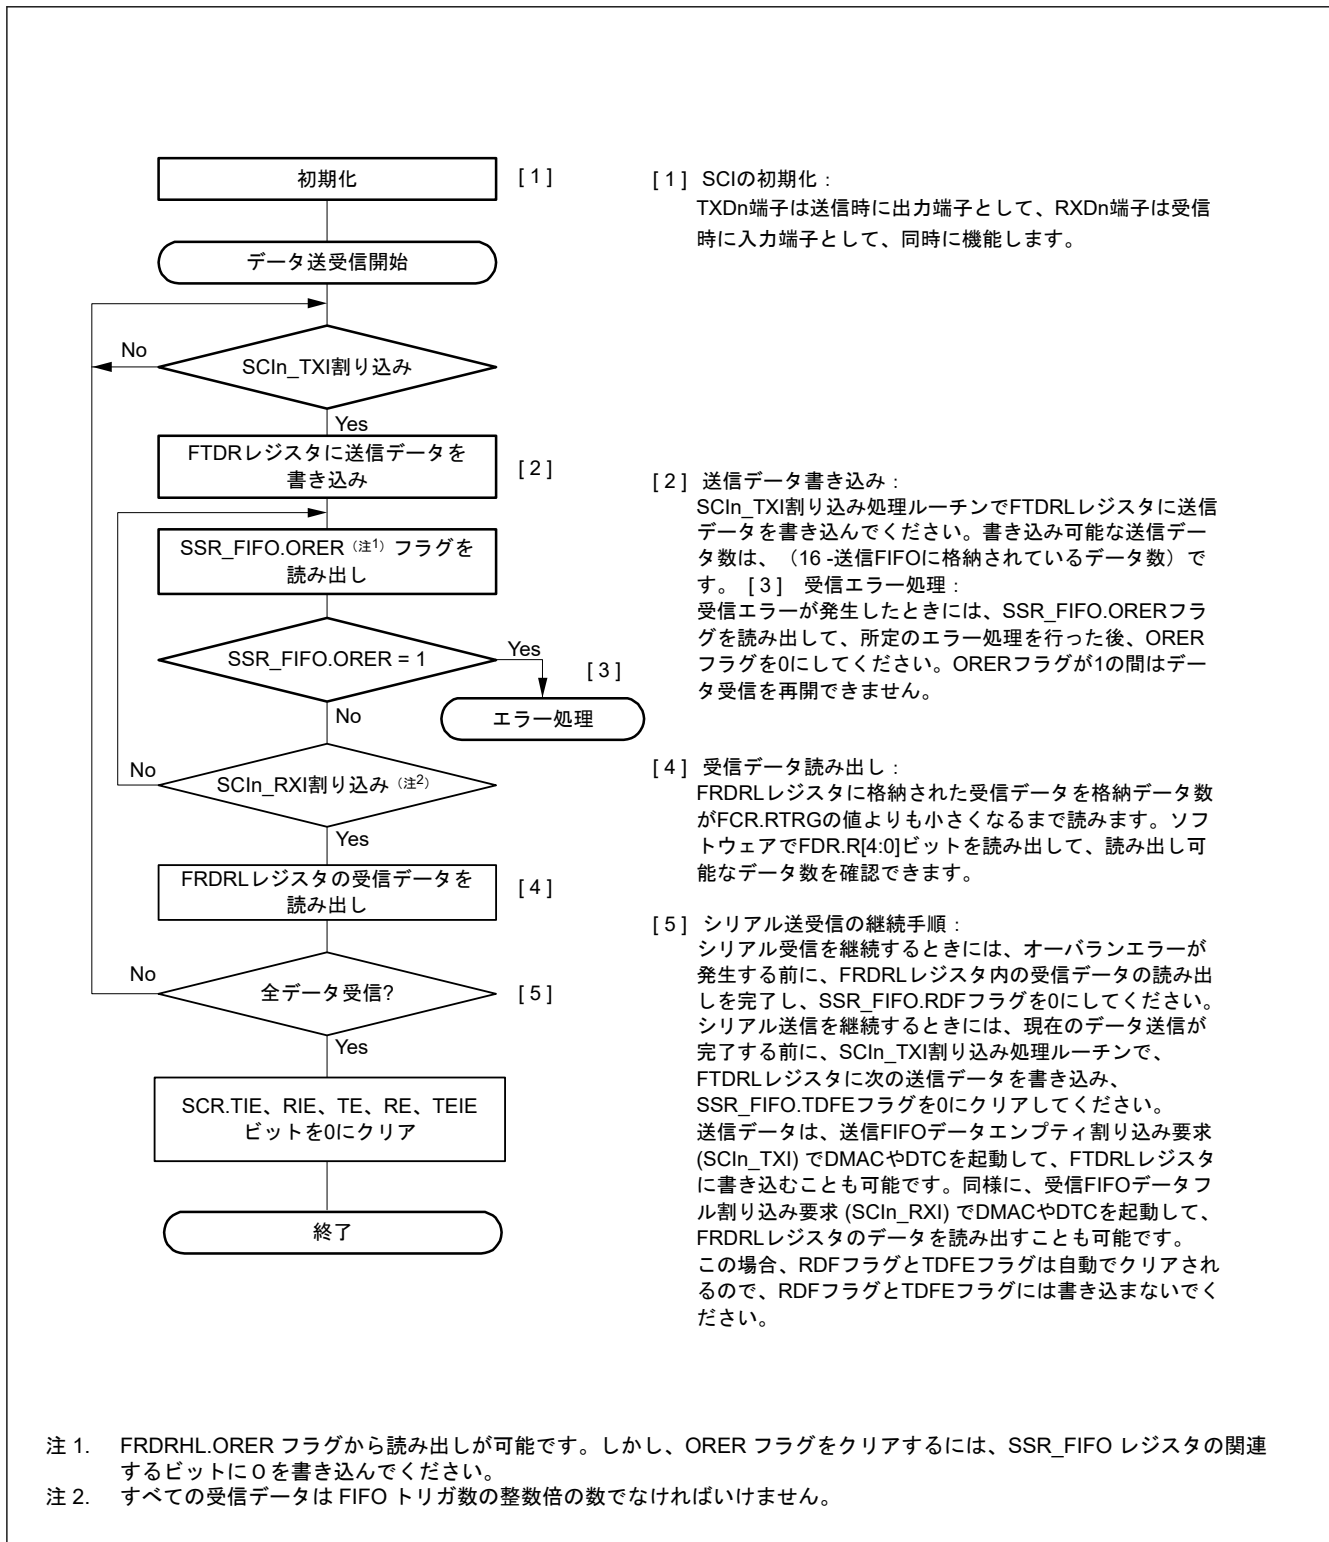 初期化
[ 1 ]
データ送受信開始
No
SCIn_TXI割り込み
Yes
FTDRレジスタに送信データを
書き込み
[ 2 ]
SSR_FIFO.ORER（注1）フラグを
読み出し
SSR_FIFO.ORER = 1
Yes
[ 3 ]
エラー処理
No
No
SCIn_RXI割り込み（注2）
Yes
FRDRLレジスタの受信データを
読み出し
[ 4 ]
No
全データ受信?
[ 5 ]
Yes
SCR.TIE、RIE、TE、RE、TEIE
ビットを0にクリア
終了
[ 1 ] SCIの初期化：
TXDn端子は送信時に出力端子として、RXDn端子は受信
時に入力端子として、同時に機能します。
[ 2 ] 送信データ書き込み：
SCIn_TXI割り込み処理ルーチンでFTDRLレジスタに送信
データを書き込んでください。書き込み可能な送信デー
タ数は、（16 -送信FIFOに格納されているデータ数）で
す。 [ 3 ] 受信エラー処理：
受信エラーが発生したときには、SSR_FIFO.ORERフラ
グを読み出して、所定のエラー処理を行った後、ORER
フラグを0にしてください。ORERフラグが1の間はデー
タ受信を再開できません。
[ 4 ] 受信データ読み出し：
FRDRLレジスタに格納された受信データを格納データ数
がFCR.RTRGの値よりも小さくなるまで読みます。ソフ
トウェアでFDR.R[4:0]ビットを読み出して、読み出し可
能なデータ数を確認できます。
[ 5 ] シリアル送受信の継続手順：
シリアル受信を継続するときには、オーバランエラーが
発生する前に、FRDRLレジスタ内の受信データの読み出
しを完了し、SSR_FIFO.RDFフラグを0にしてください。
シリアル送信を継続するときには、現在のデータ送信が
完了する前に、SCIn_TXI割り込み処理ルーチンで、
FTDRLレジスタに次の送信データを書き込み、
SSR_FIFO.TDFEフラグを0にクリアしてください。
送信データは、送信FIFOデータエンプティ割り込み要求
(SCIn_TXI) でDMACやDTCを起動して、FTDRLレジスタ
に書き込むことも可能です。同様に、受信FIFOデータフ
ル割り込み要求 (SCIn_RXI) でDMACやDTCを起動して、
FRDRLレジスタのデータを読み出すことも可能です。
この場合、RDFフラグとTDFEフラグは自動でクリアされ
るので、RDFフラグとTDFEフラグには書き込まないでく
ださい。
注 1. FRDRHL.ORER フラグから読み出しが可能です。しかし、ORER フラグをクリアするには、SSR_FIFO レジスタの関連
するビットに 0 を書き込んでください。
注 2. すべての受信データは FIFO トリガ数の整数倍の数でなければいけません。